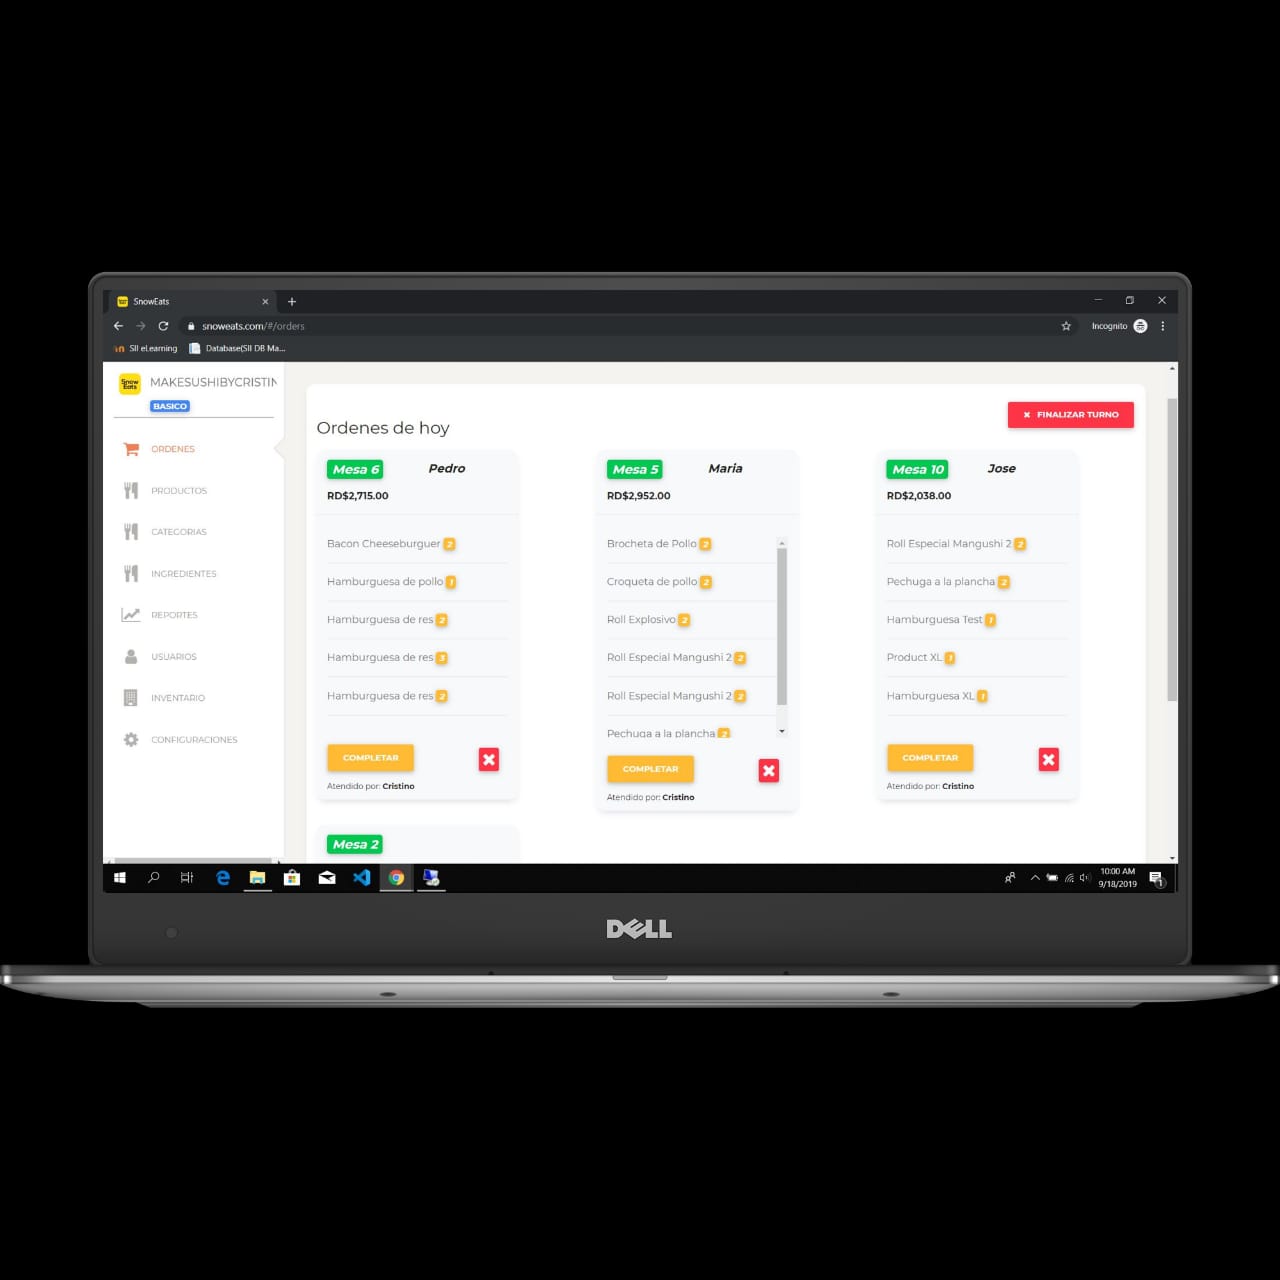 SnowEats
snoweats.com/#/orders
Incognito
SII eLearning
Database(SII DB Ma...
Snow Eats
MAKESUSHIBYCRISTIN
BASICO
ORDENES
PRODUCTOS
CATEGORIAS
INGREDIENTES
REPORTES
USUARIOS
INVENTARIO
CONFIGURACIONES
FINALIZAR TURNO
Ordenes de hoy
Mesa 6 Pedro
RD$2,715.00
Bacon Cheeseburguer 2
Hamburguesa de pollo 1
Hamburguesa de res 2
Hamburguesa de res 3
Hamburguesa de res 2
COMPLETAR
Atendido por: Cristino
Mesa 5 Maria
RD$2,952.00
Brocheta de Pollo 2
Croqueta de pollo 2
Roll Explosivo 2
Roll Especial Mangushi 2 2
Roll Especial Mangushi 2 2
Pechuga a la plancha 2
COMPLETAR
Atendido por: Cristino
Mesa 10 Jose
RD$2,038.00
Roll Especial Mangushi 2 2
Pechuga a la plancha 2
Hamburguesa Test 1
Product XL 1
Hamburguesa XL 1
COMPLETAR
Atendido por: Cristino
Mesa 2
10:00 AM
9/18/2019
1
DELL